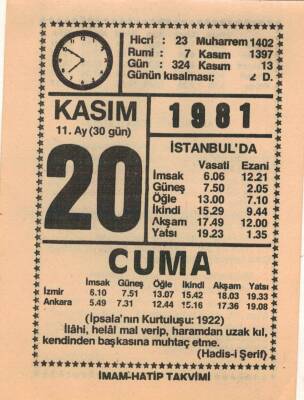 Hicri : 23 Muharrem 1402
Rumi : 7 Kasım 1397
Gün : 324 Kasım 13
Günün kısalması: 2 D.
KASIM
11. Ay (30 gün)
20
1981
İSTANBUL'DA
Vasati Ezani
İmsak 6.06 12.21
Güneş 7.50 2.05
Öğle 13.00 7.10
İkindi 15.29 9.44
Akşam 17.49 12.00
Yatsı 19.23 1.35
CUMA
İmsak Güneş Öğle İkindi Akşam Yatsı
İzmir 6.10 7.51 13.07 15.42 18.03 19.33
Ankara 5.49 7.31 12.44 15.16 17.36 19.08
(İpsala'nın Kurtuluşu: 1922)
İlâhi, helâl mal verip, haramdan uzak kıl,
kendinden başkasına muhtaç etme.
(Hadis-i Şerif)
İMAM-HATİP TAKVİMİ